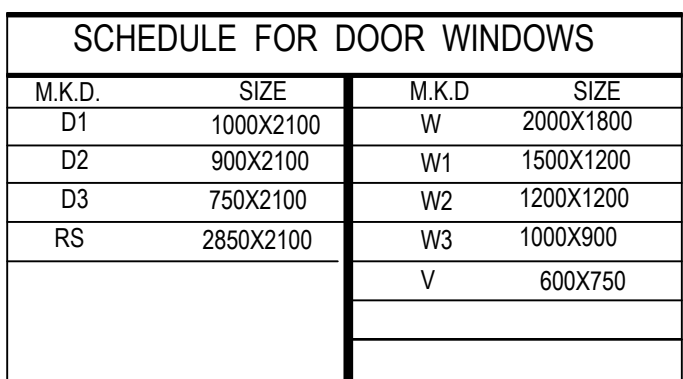 SCHEDULE FOR DOOR WINDOWS
M.K.D. SIZE M.K.D SIZE
D1 1000X2100 W 2000X1800
D2 900X2100 W1 1500X1200
D3 750X2100 W2 1200X1200
RS 2850X2100 W3 1000X900
V 600X750